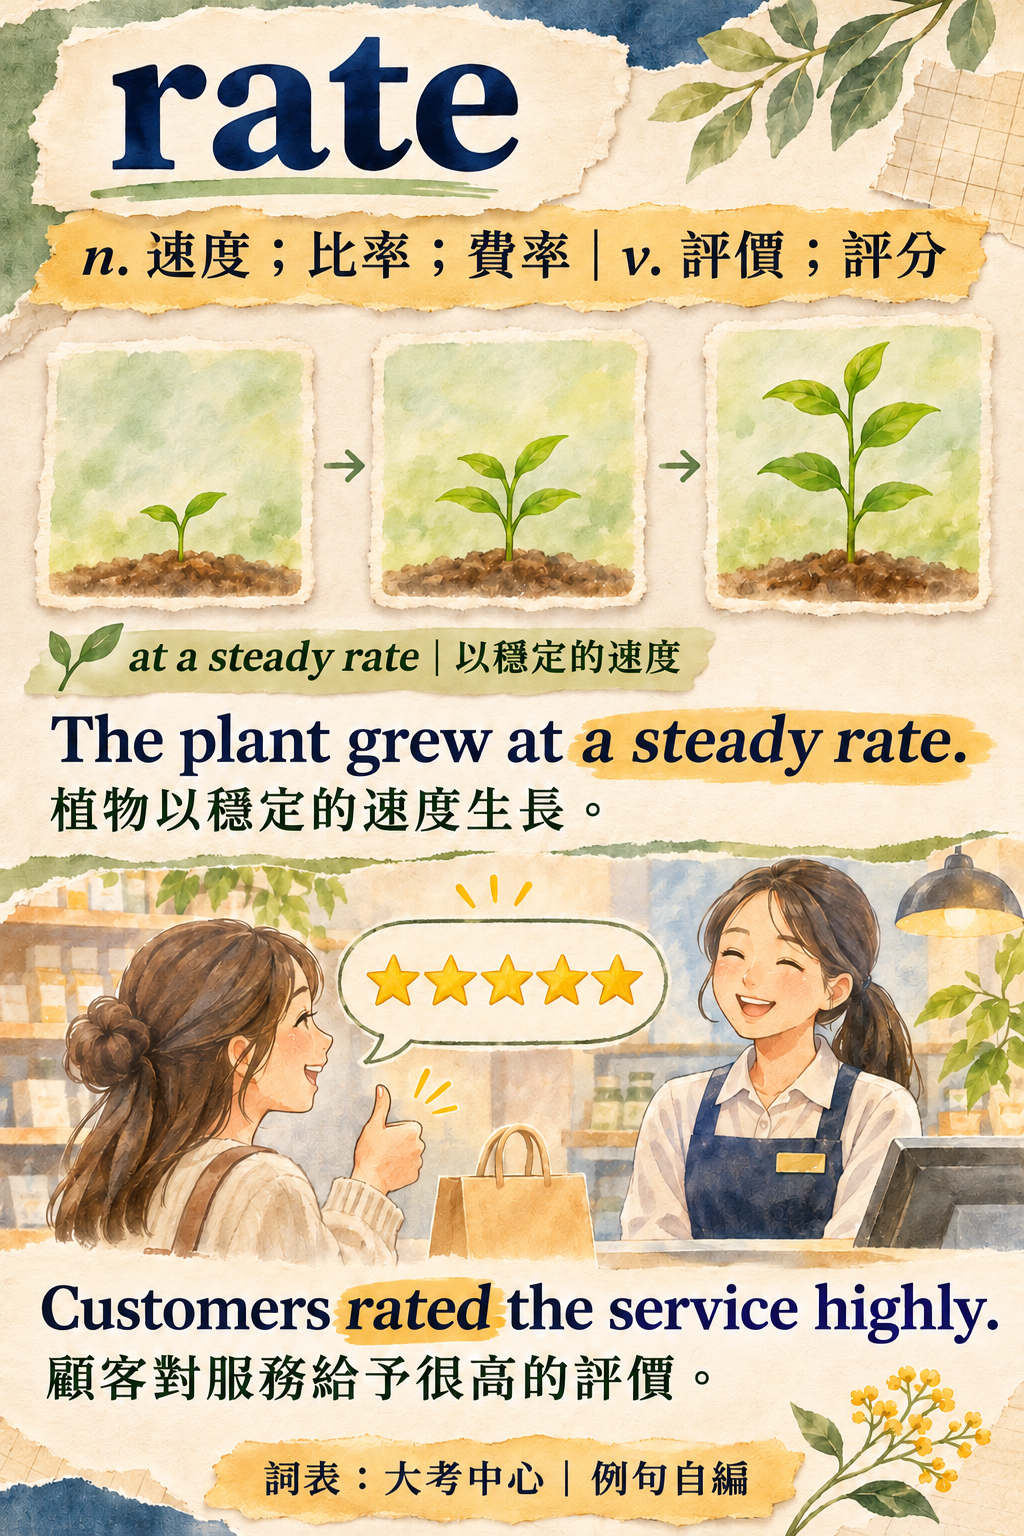 rate
n. 速度；比率；費率｜v. 評價；評分
at a steady rate｜以穩定的速度
The plant grew at a steady rate.
植物以穩定的速度生長。
Customers rated the service highly.
顧客對服務給予很高的評價。
詞表：大考中心｜例句自編